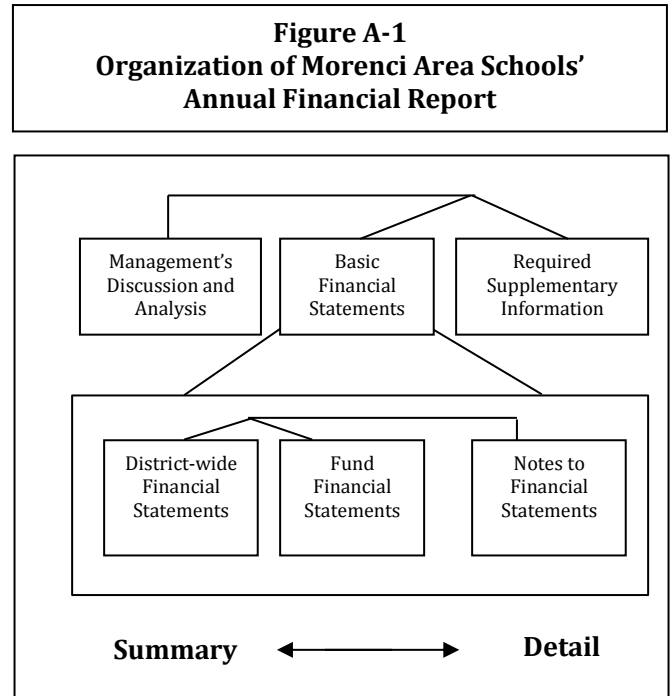 Figure A-1
Organization of Morenci Area Schools’
Annual Financial Report
Management’s
Discussion and
Analysis
Basic
Financial
Statements
Required
Supplementary
Information
District-wide
Financial
Statements
Fund
Financial
Statements
Notes to
Financial
Statements
Summary
Detail